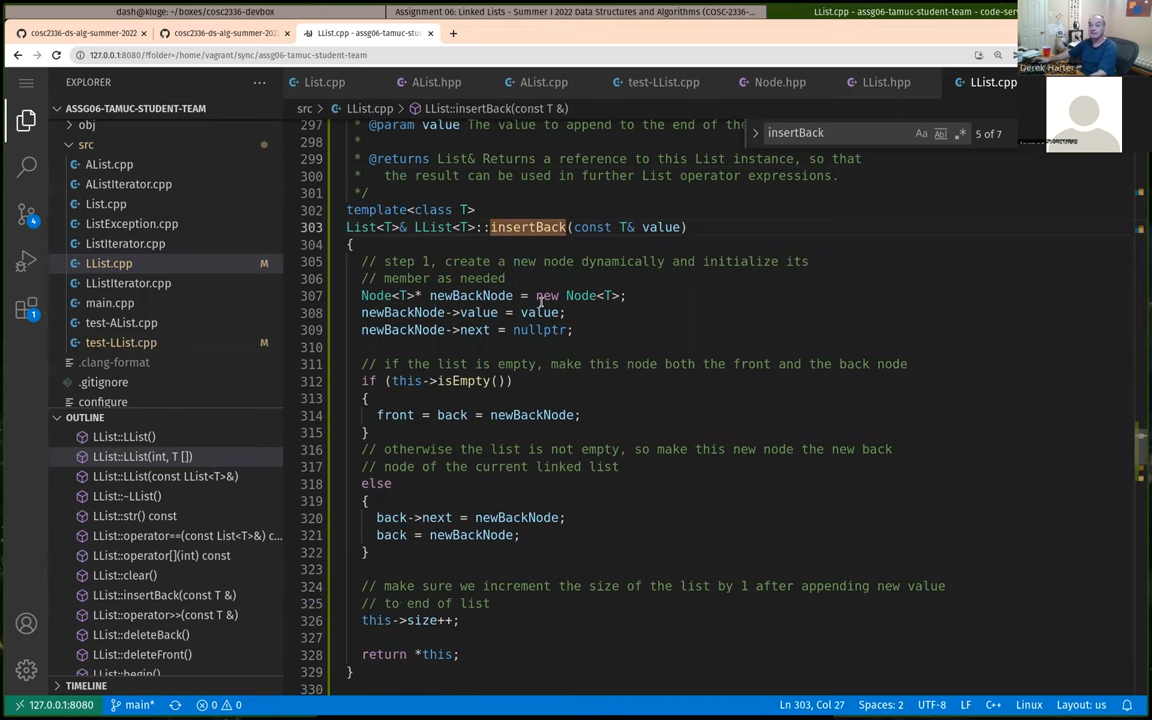 dash@kluge: ~/boxes/cosc2336-devbox
Assignment 06: Linked Lists - Summer I 2022 Data Structures and Algorithms (COSC-2336-...
LList.cpp - assg06-tamuc-student-team - code-serv
cosc2336-ds-alg-summer-2022
cosc2336-ds-alg-summer-202
LList.cpp - assg06-tamuc-stu
127.0.0.1:8080/?folder=/home/vagrant/sync/assg06-tamuc-student-team
Derek Harter
EXPLORER
List.cpp
AList.hpp
AList.cpp
test-LList.cpp
Node.hpp
LList.hpp
LList.cpp
ASSG06-TAMUC-STUDENT-TEAM
src > LList.cpp > LList::insertBack(const T &)
insertBack
Aa
Ab
5 of 7
obj
src
AList.cpp
AListIterator.cpp
List.cpp
ListException.cpp
ListIterator.cpp
LList.cpp M
LListIterator.cpp
main.cpp
test-AList.cpp
test-LList.cpp M
.clang-format
.gitignore
configure
OUTLINE
LList::LList()
LList::LList(int, T [])
LList::LList(const LList<T>&)
LList::~LList()
LList::str() const
LList::operator==(const List<T>&) c...
LList::operator[](int) const
LList::clear()
LList::insertBack(const T &)
LList::operator>>(const T &)
LList::deleteBack()
LList::deleteFront()
LList::begin()
TIMELINE
4
1
297 * @param value The value to append to the end of the
298 *
299 * @returns List& Returns a reference to this List instance, so that
300 * the result can be used in further List operator expressions.
301 */
302 template<class T>
303 List<T>& LList<T>::insertBack(const T& value)
304 {
305 // step 1, create a new node dynamically and initialize its
306 // member as needed
307 Node<T>* newBackNode = new Node<T>;
308 newBackNode->value = value;
309 newBackNode->next = nullptr;
310
311 // if the list is empty, make this node both the front and the back node
312 if (this->isEmpty())
313 {
314 front = back = newBackNode;
315 }
316 // otherwise the list is not empty, so make this new node the new back
317 // node of the current linked list
318 else
319 {
320 back->next = newBackNode;
321 back = newBackNode;
322 }
323
324 // make sure we increment the size of the list by 1 after appending new value
325 // to end of list
326 this->size++;
327
328 return *this;
329 }
330
127.0.0.1:8080
main*
0
0
Ln 303, Col 27
Spaces: 2
UTF-8
LF
C++
Linux
Layout: us